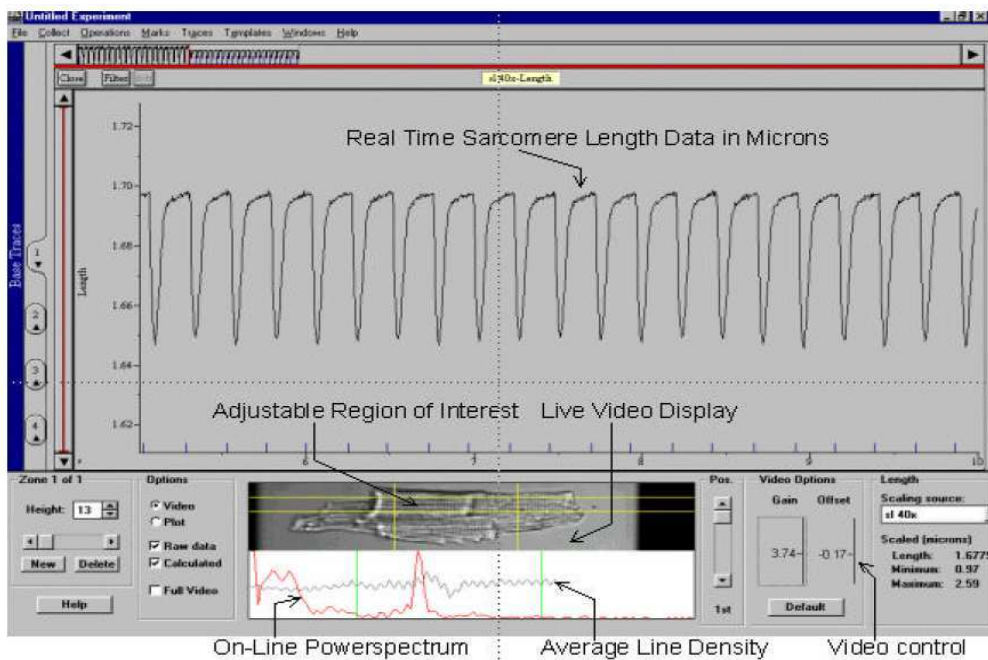 Untitled Experiment
File Collect Operations Marks Traces Templates Windows Help
Close Filter
sl 40x-Length
1.72
Real Time Sarcomere Length Data in Microns
1.70
1.68
1.66
1.64
1.62
Base Traces
1
2
3
4
Length
Adjustable Region of Interest Live Video Display
6 7 8 9 10
Zone 1 of 1
Height: 13
New Delete
Help
Options
Video
Plot
Raw data
Calculated
Full Video
Pos.
1st
Video Options
Gain Offset
3.74 -0.17
Default
Length
Scaling source:
sl 40x
Scaled (microns)
Length: 1.6779
Minimum: 0.97
Maximum: 2.59
On-Line Powerspectrum Average Line Density Video control